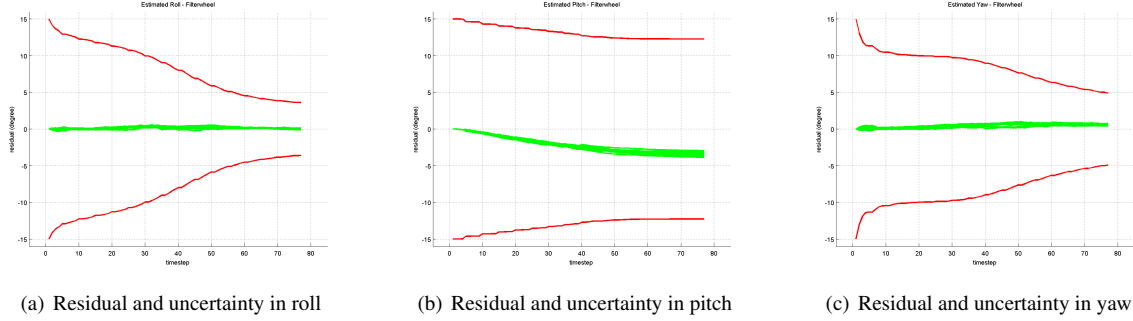 Estimated Roll - Filterwheel
15
10
5
0
-5
-10
-15
residual (degree)
0 10 20 30 40 50 60 70 80
timestep
(a) Residual and uncertainty in roll
Estimated Pitch - Filterwheel
15
10
5
0
-5
-10
-15
residual (degree)
0 10 20 30 40 50 60 70 80
timestep
(b) Residual and uncertainty in pitch
Estimated Yaw - Filterwheel
15
10
5
0
-5
-10
-15
residual (degree)
0 10 20 30 40 50 60 70 80
timestep
(c) Residual and uncertainty in yaw